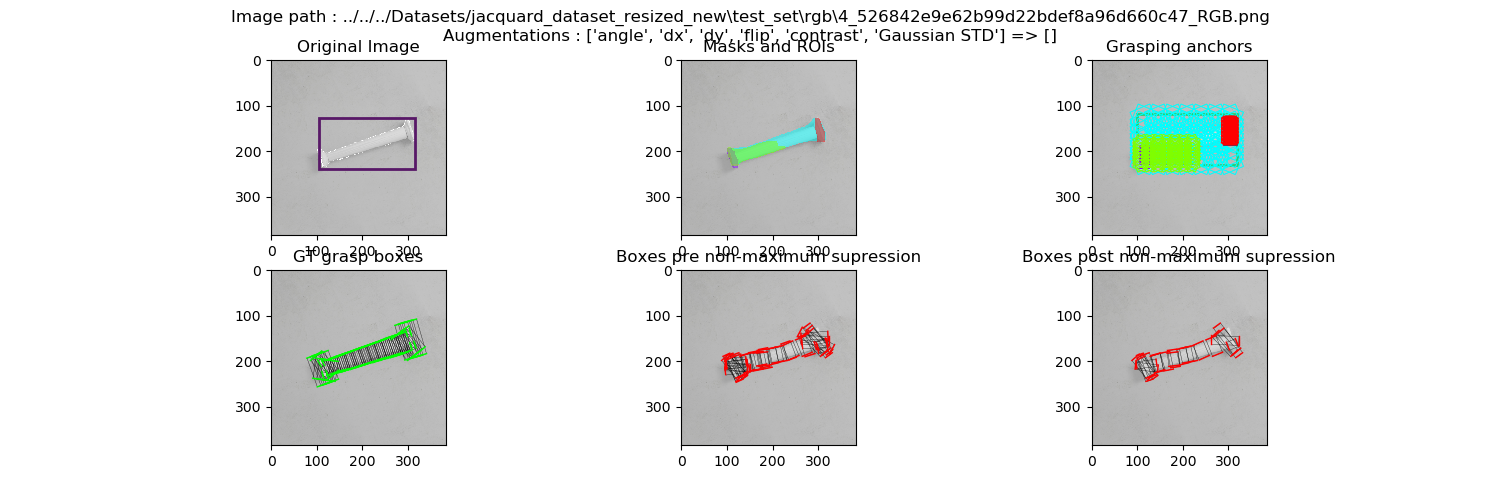 Image path : ../../../Datasets/jacquard_dataset_resized_new\test_set\rgb\4_526842e9e62b99d22bdef8a96d660c47_RGB.png
Augmentations : ['angle', 'dx', 'dy', 'flip', 'contrast', 'Gaussian STD'] => []
Original Image
0
100
200
300
0 100 200 300
Masks and ROIs
0
100
200
300
0 100 200 300
Grasping anchors
0
100
200
300
0 100 200 300
GT grasp boxes
0
100
200
300
0 100 200 300
Boxes pre non-maximum supression
0
100
200
300
0 100 200 300
Boxes post non-maximum supression
0
100
200
300
0 100 200 300